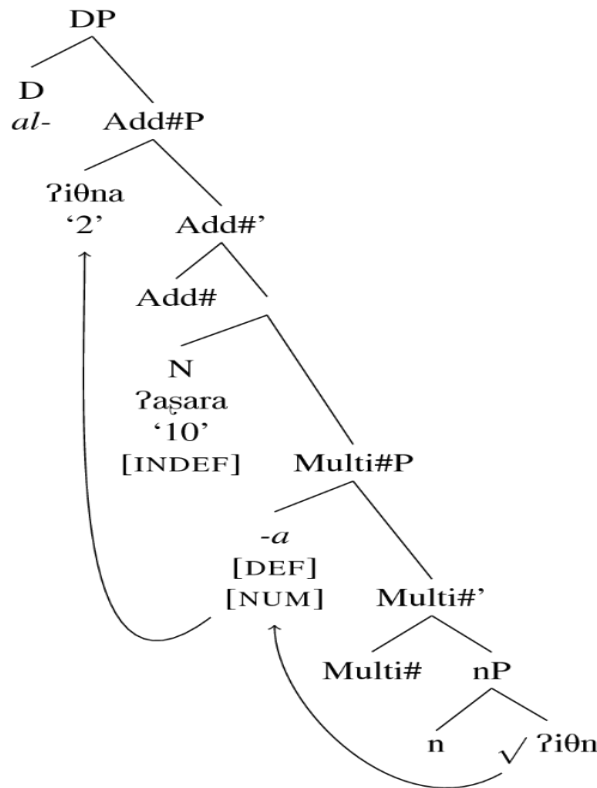 DP
D
al-
Add#P
ʔiθna
‘2’
Add#’
Add#
N
ʔaṣara
‘10’
[INDEF]
Multi#P
-a
[DEF]
[NUM]
Multi#’
Multi#
nP
n
√ ʔiθn